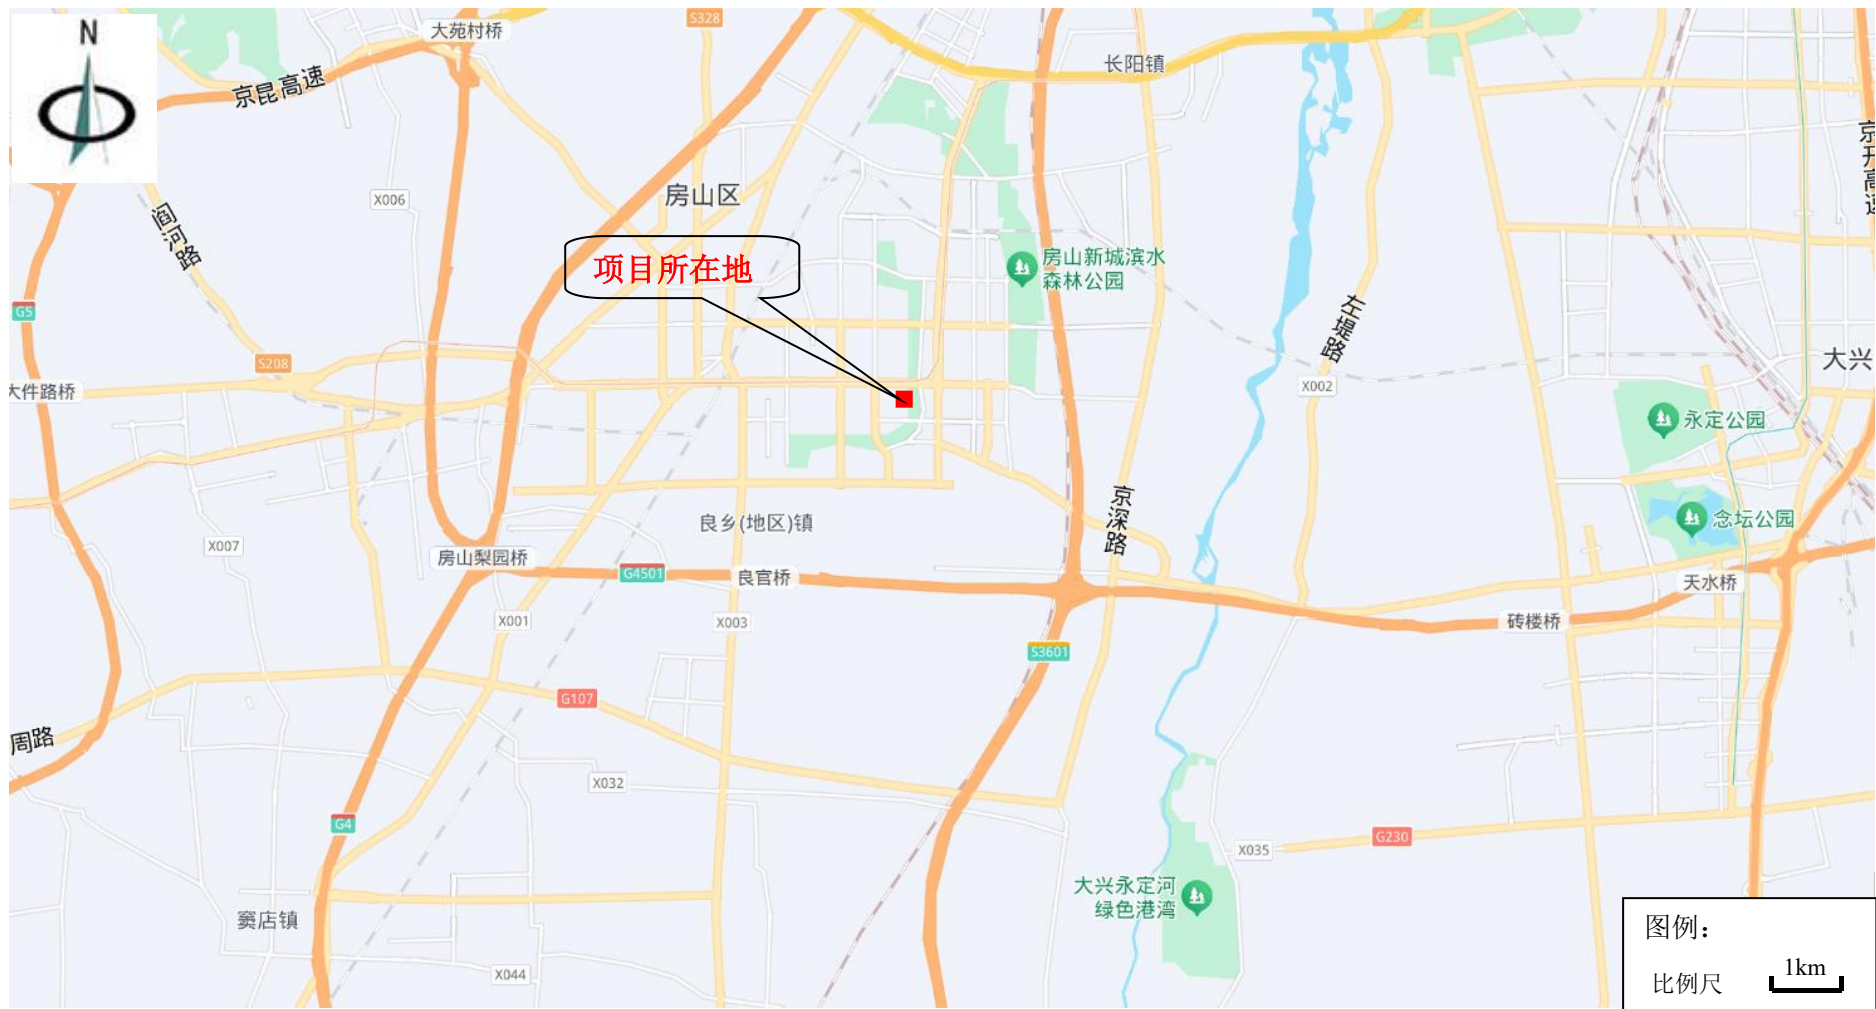 N
S328
大苑村桥
长阳镇
京昆高速
京开高速
X006
房山区
阎河路
项目所在地
房山新城滨水
森林公园
G5
左堤路
S208
大兴
大件路桥
X002
永定公园
京深路
念坛公园
良乡(地区)镇
X007
房山梨园桥
G4501
良官桥
天水桥
X001
X003
砖楼桥
S3601
G107
周路
X032
G4
G230
X035
大兴永定河
绿色港湾
窦店镇
X044
图例：
比例尺
1km